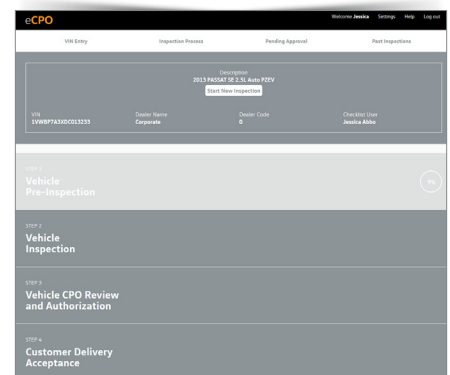 eCPO
Welcome Jessica Settings Help Log out
VIN Entry Inspection Process Pending Approval Past Inspections
Description
2013 PASSAT SE 2.5L Auto PZEV
Start New Inspection
VIN Dealer Name Dealer Code Checklist User
1VWBP7A3XDC013233 Corporate 0 Jessica Abbo
STEP 1
Vehicle
Pre-Inspection
0%
STEP 2
Vehicle
Inspection
STEP 3
Vehicle CPO Review
and Authorization
STEP 4
Customer Delivery
Acceptance